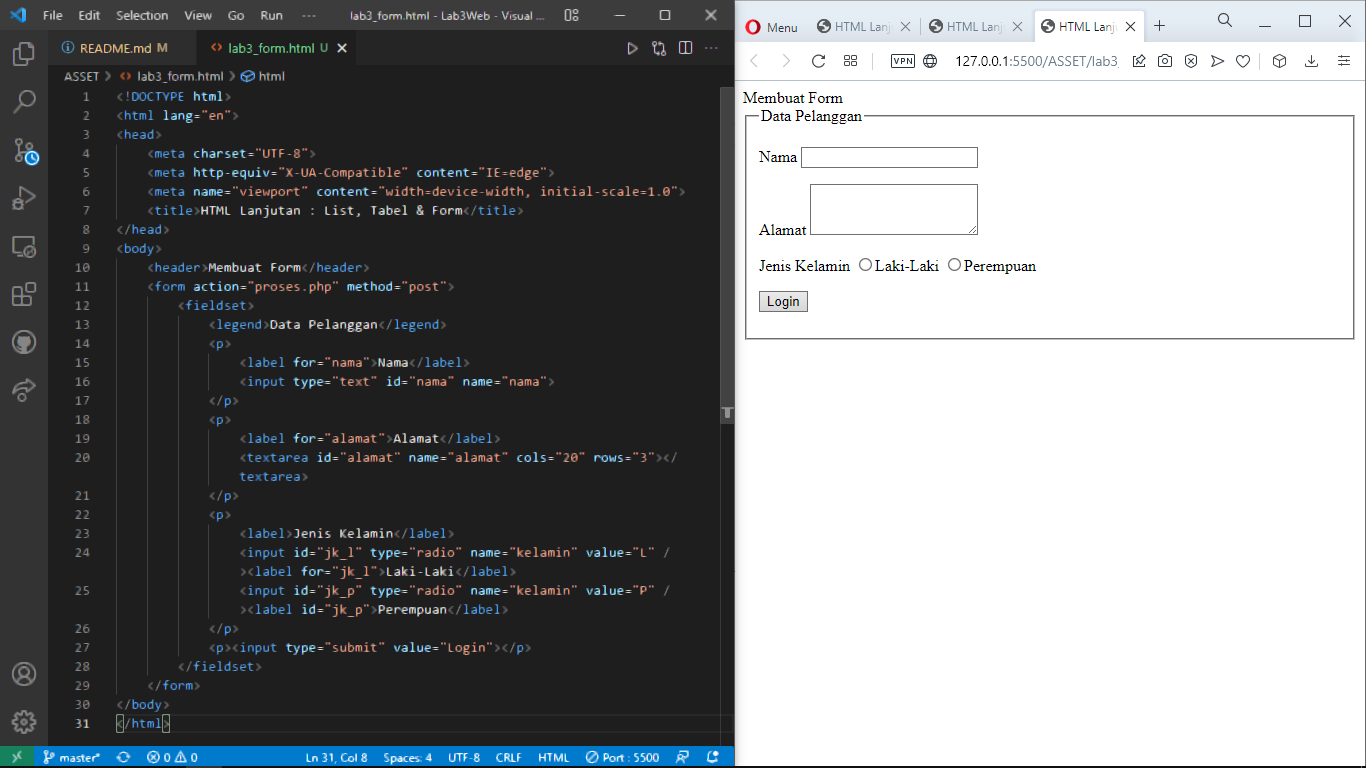 File Edit Selection View Go Run ··· lab3_form.html - Lab3Web - Visual ...
README.md M lab3_form.html U
ASSET > lab3_form.html > html
1 <!DOCTYPE html>
2 <html lang="en">
3 <head>
4 <meta charset="UTF-8">
5 <meta http-equiv="X-UA-Compatible" content="IE=edge">
6 <meta name="viewport" content="width=device-width, initial-scale=1.0">
7 <title>HTML Lanjutan : List, Tabel & Form</title>
8 </head>
9 <body>
10 <header>Membuat Form</header>
11 <form action="proses.php" method="post">
12 <fieldset>
13 <legend>Data Pelanggan</legend>
14 <p>
15 <label for="nama">Nama</label>
16 <input type="text" id="nama" name="nama">
17 </p>
18 <p>
19 <label for="alamat">Alamat</label>
20 <textarea id="alamat" name="alamat" cols="20" rows="3"></
textarea>
21 </p>
22 <p>
23 <label>Jenis Kelamin</label>
24 <input id="jk_l" type="radio" name="kelamin" value="L" /
><label for="jk_l">Laki-Laki</label>
25 <input id="jk_p" type="radio" name="kelamin" value="P" /
><label id="jk_p">Perempuan</label>
26 </p>
27 <p><input type="submit" value="Login"></p>
28 </fieldset>
29 </form>
30 </body>
31 </html>
master* 0 0 Ln 31, Col 8 Spaces: 4 UTF-8 CRLF HTML Port : 5500
Menu HTML Lanj HTML Lanj HTML Lanj
VPN 127.0.0.1:5500/ASSET/lab3_
Membuat Form
Data Pelanggan
Nama
Alamat
Jenis Kelamin Laki-Laki Perempuan
Login